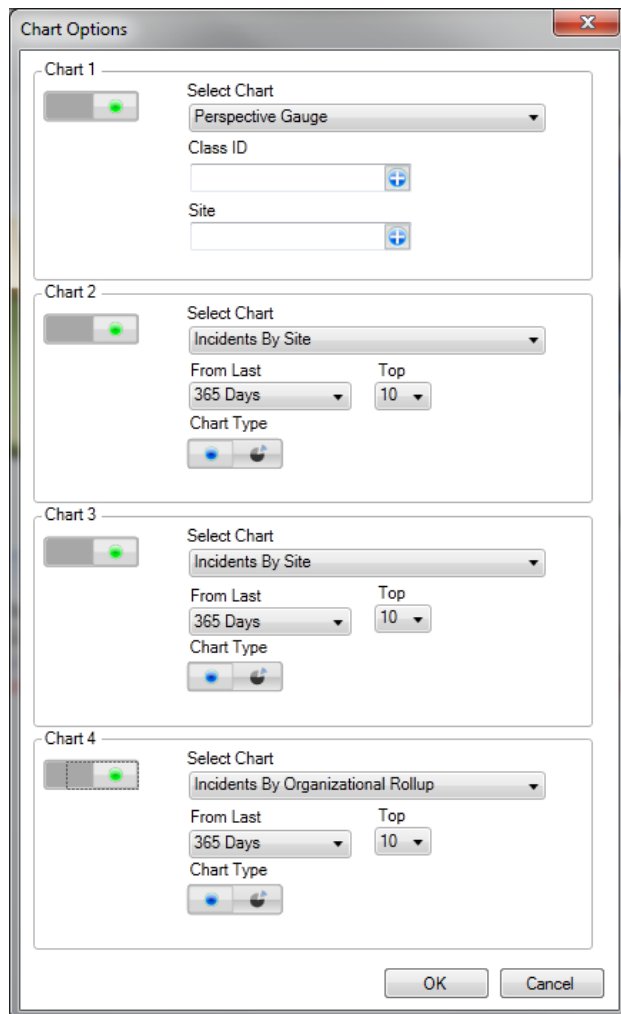 Chart Options
Chart 1
Select Chart
Perspective Gauge
Class ID
Site
Chart 2
Select Chart
Incidents By Site
From Last Top
365 Days 10
Chart Type
Chart 3
Select Chart
Incidents By Site
From Last Top
365 Days 10
Chart Type
Chart 4
Select Chart
Incidents By Organizational Rollup
From Last Top
365 Days 10
Chart Type
OK Cancel